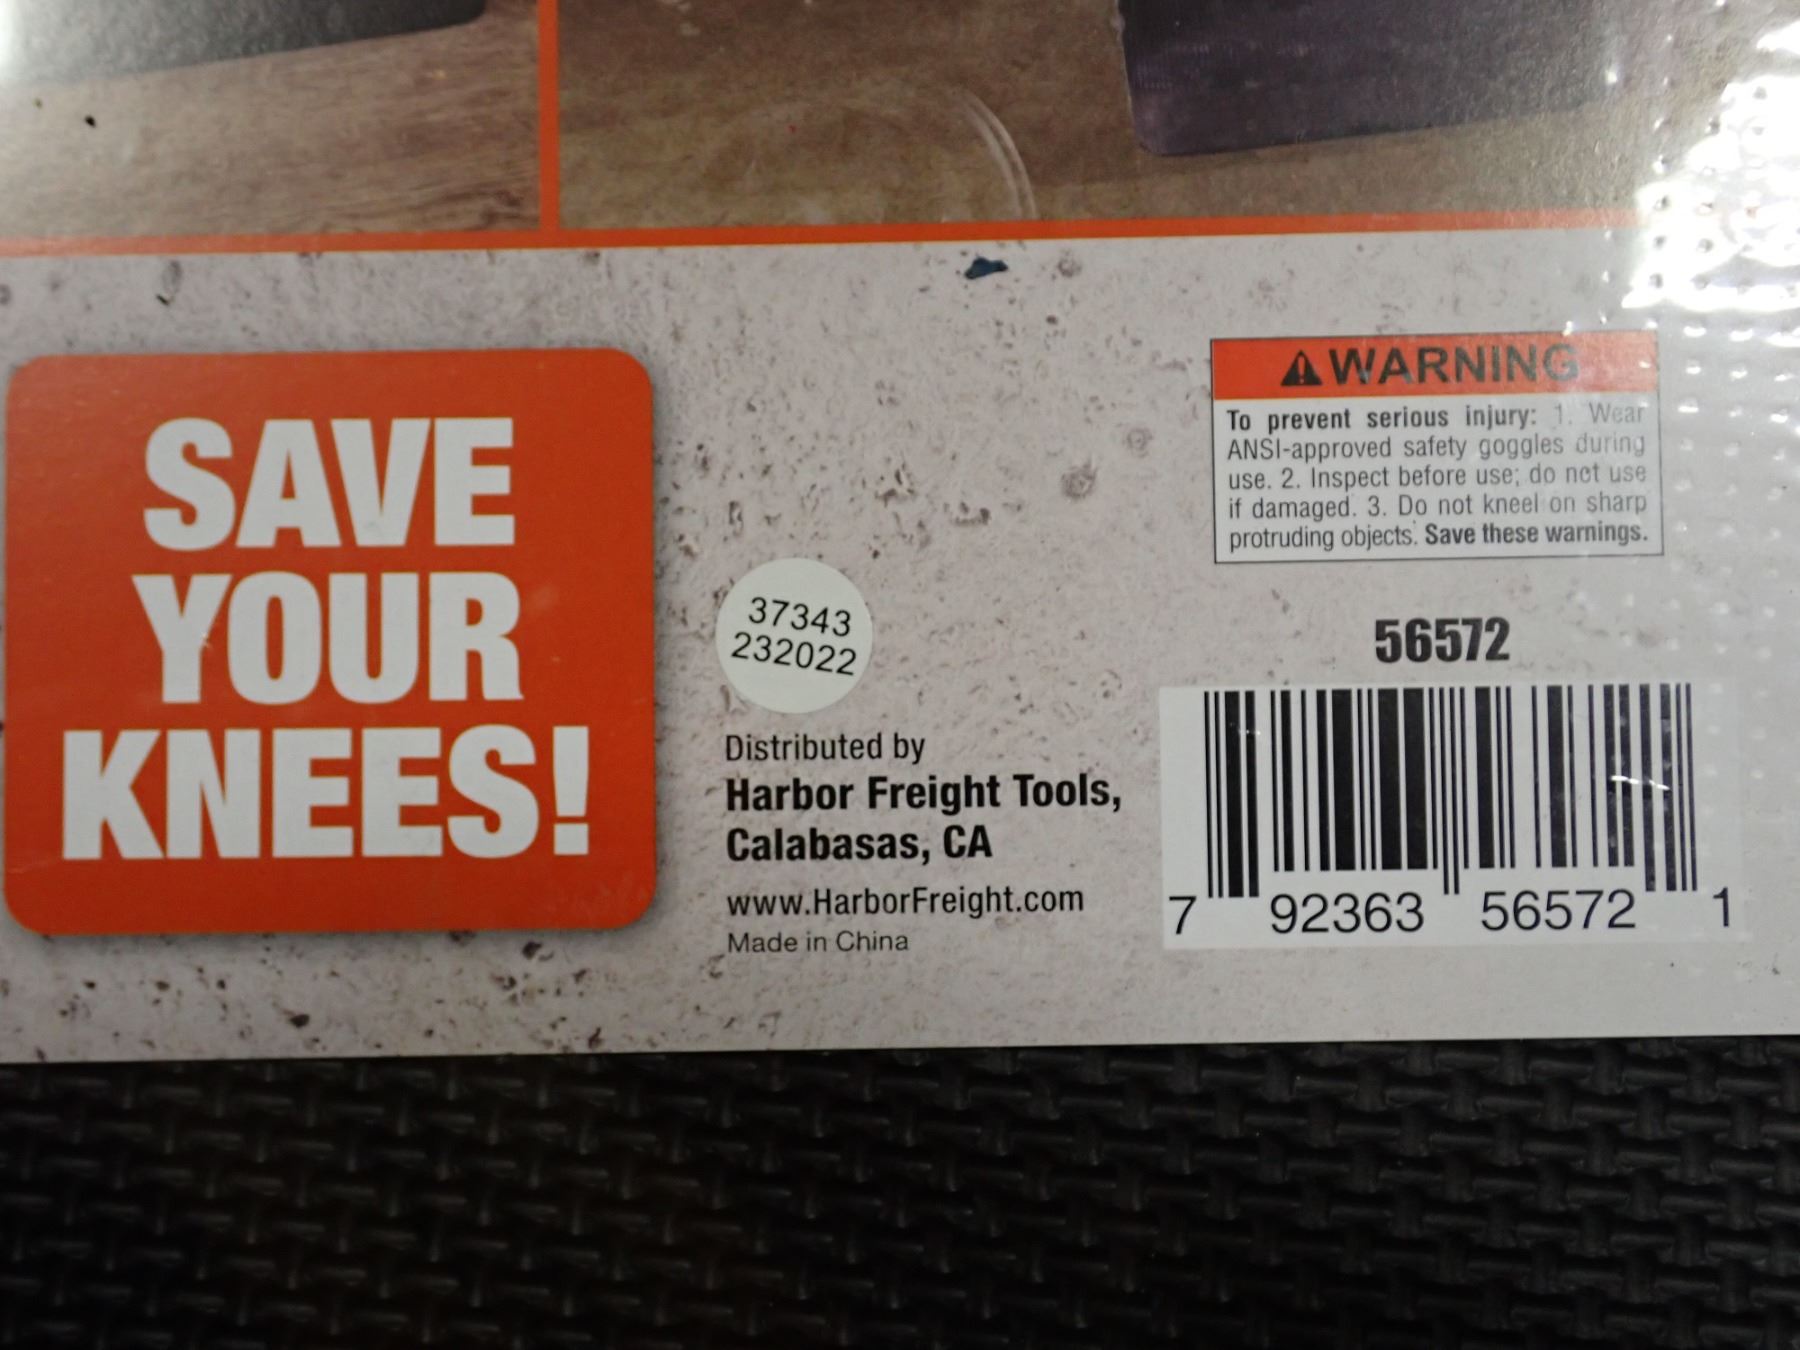 SAVE
YOUR
KNEES!
37343
232022
Distributed by
Harbor Freight Tools,
Calabasas, CA
www.HarborFreight.com
Made in China
WARNING
To prevent serious injury: 1. Wear
ANSI-approved safety goggles during
use. 2. Inspect before use; do not use
if damaged. 3. Do not kneel on sharp
protruding objects. Save these warnings.
56572
7 92363 56572 1